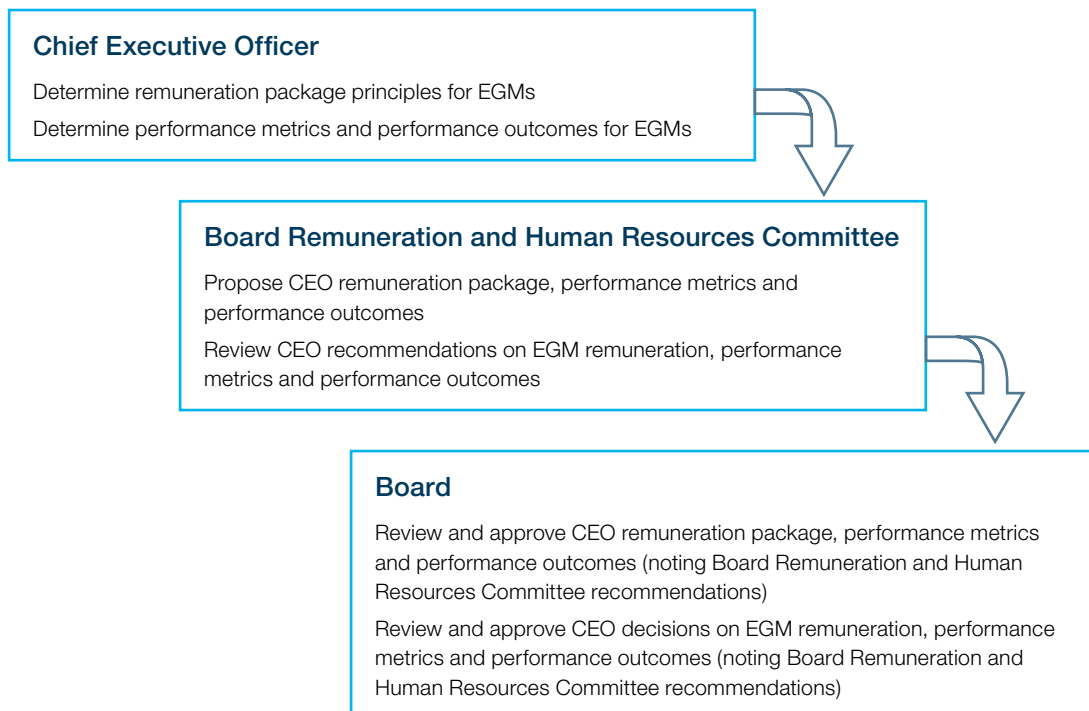 Chief Executive Officer
Determine remuneration package principles for EGMs
Determine performance metrics and performance outcomes for EGMs
Board Remuneration and Human Resources Committee
Propose CEO remuneration package, performance metrics and
performance outcomes
Review CEO recommendations on EGM remuneration, performance
metrics and performance outcomes
Board
Review and approve CEO remuneration package, performance metrics
and performance outcomes (noting Board Remuneration and Human
Resources Committee recommendations)
Review and approve CEO decisions on EGM remuneration, performance
metrics and performance outcomes (noting Board Remuneration and
Human Resources Committee recommendations)